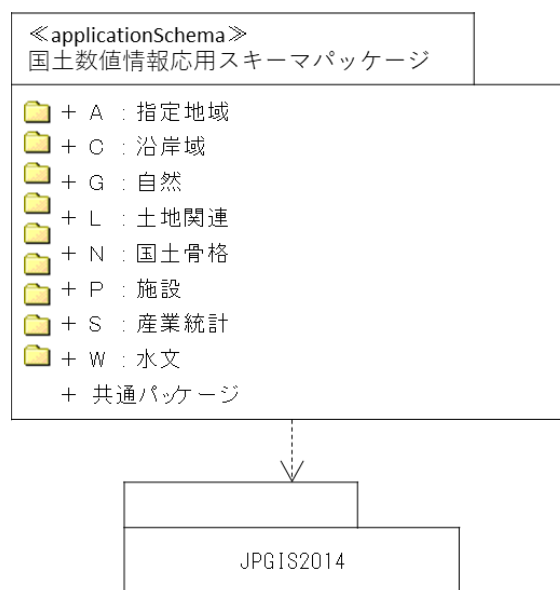 ≪applicationSchema≫
国土数値情報応用スキーマパッケージ
+ A : 指定地域
+ C : 沿岸域
+ G : 自然
+ L : 土地関連
+ N : 国土骨格
+ P : 施設
+ S : 産業統計
+ W : 水文
+ 共通パッケージ
JPGIS2014